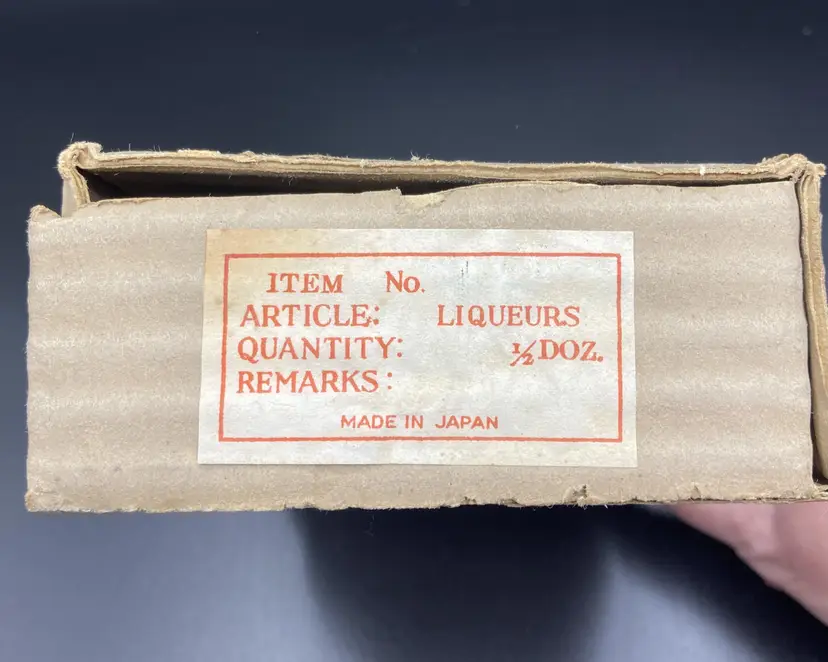 ITEM No.
ARTICLE: LIQUEURS
QUANTITY: ½ DOZ.
REMARKS:
MADE IN JAPAN